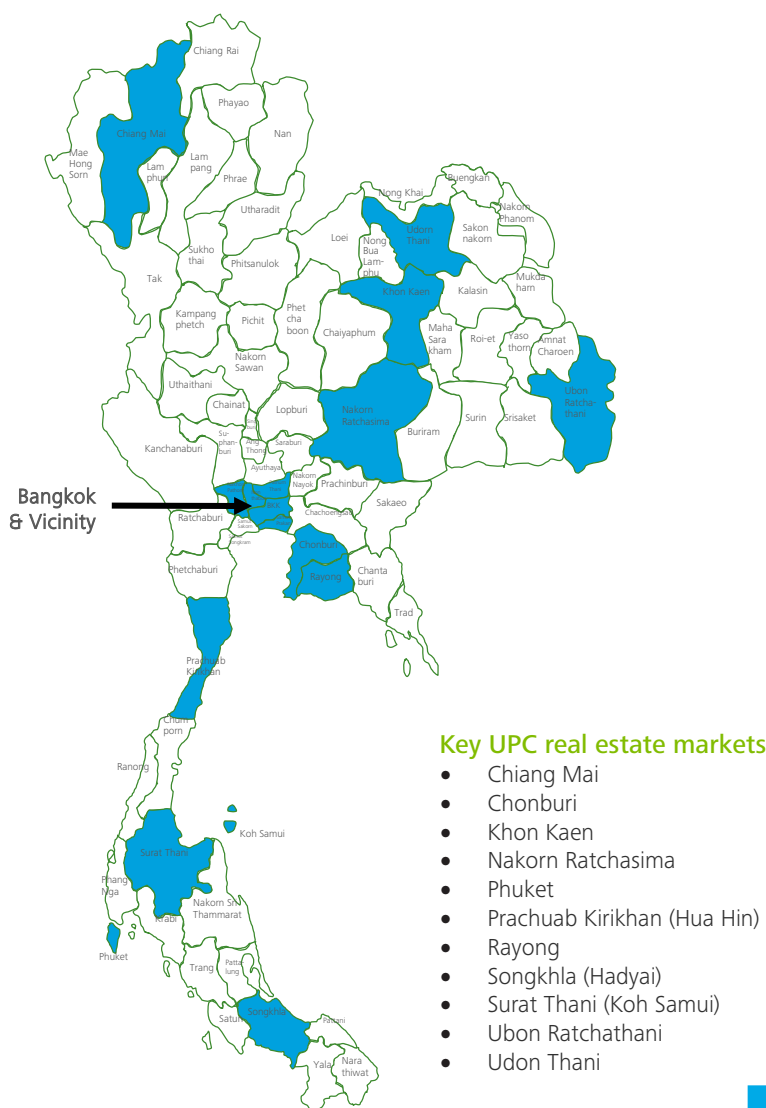 Chiang Rai
Phayao
Chiang Mai
Nan
Mae
Hong
Sorn
Lam
phun
Lam
pang
Phrae
Nong Khai
Buengkan
Nakorn
Phanom
Utharadit
Loei
Udorn
Thani
Sakon
nakorn
Nong
Bua
Lam-
phu
Sukho
thai
Phitsanulok
Tak
Khon Kaen
Kalasin
Mukda
harn
Kampang
phetch
Pichit
Phet
cha
boon
Chaiyaphum
Maha
Sara
kham
Roi-et
Yaso
thorn
Amnat
Charoen
Nakorn
Sawan
Uthaithani
Chainat
Lopburi
Nakorn
Ratchasima
Buriram
Surin
Srisaket
Ubon
Ratcha-
thani
Kanchanaburi
Su-
phan-
buri
Ang
Thong
Saraburi
Ayuthaya
Nakorn
Nayok
Prachinburi
Bangkok
& Vicinity
BKK
Sakaeo
Chachoengsao
Ratchaburi
Samut
Sakorn
Phetchaburi
Chonburi
Rayong
Chanta
buri
Trad
Prachuab
Kirikhan
Chum
porn
Ranong
Koh Samui
Surat Thani
Phang
Nga
Krabi
Nakorn Sri
Thammarat
Phuket
Trang
Patta-
lung
Satun
Songkhla
Pattani
Yala
Nara
thiwat
Key UPC real estate markets
• Chiang Mai
• Chonburi
• Khon Kaen
• Nakorn Ratchasima
• Phuket
• Prachuab Kirikhan (Hua Hin)
• Rayong
• Songkhla (Hadyai)
• Surat Thani (Koh Samui)
• Ubon Ratchathani
• Udon Thani